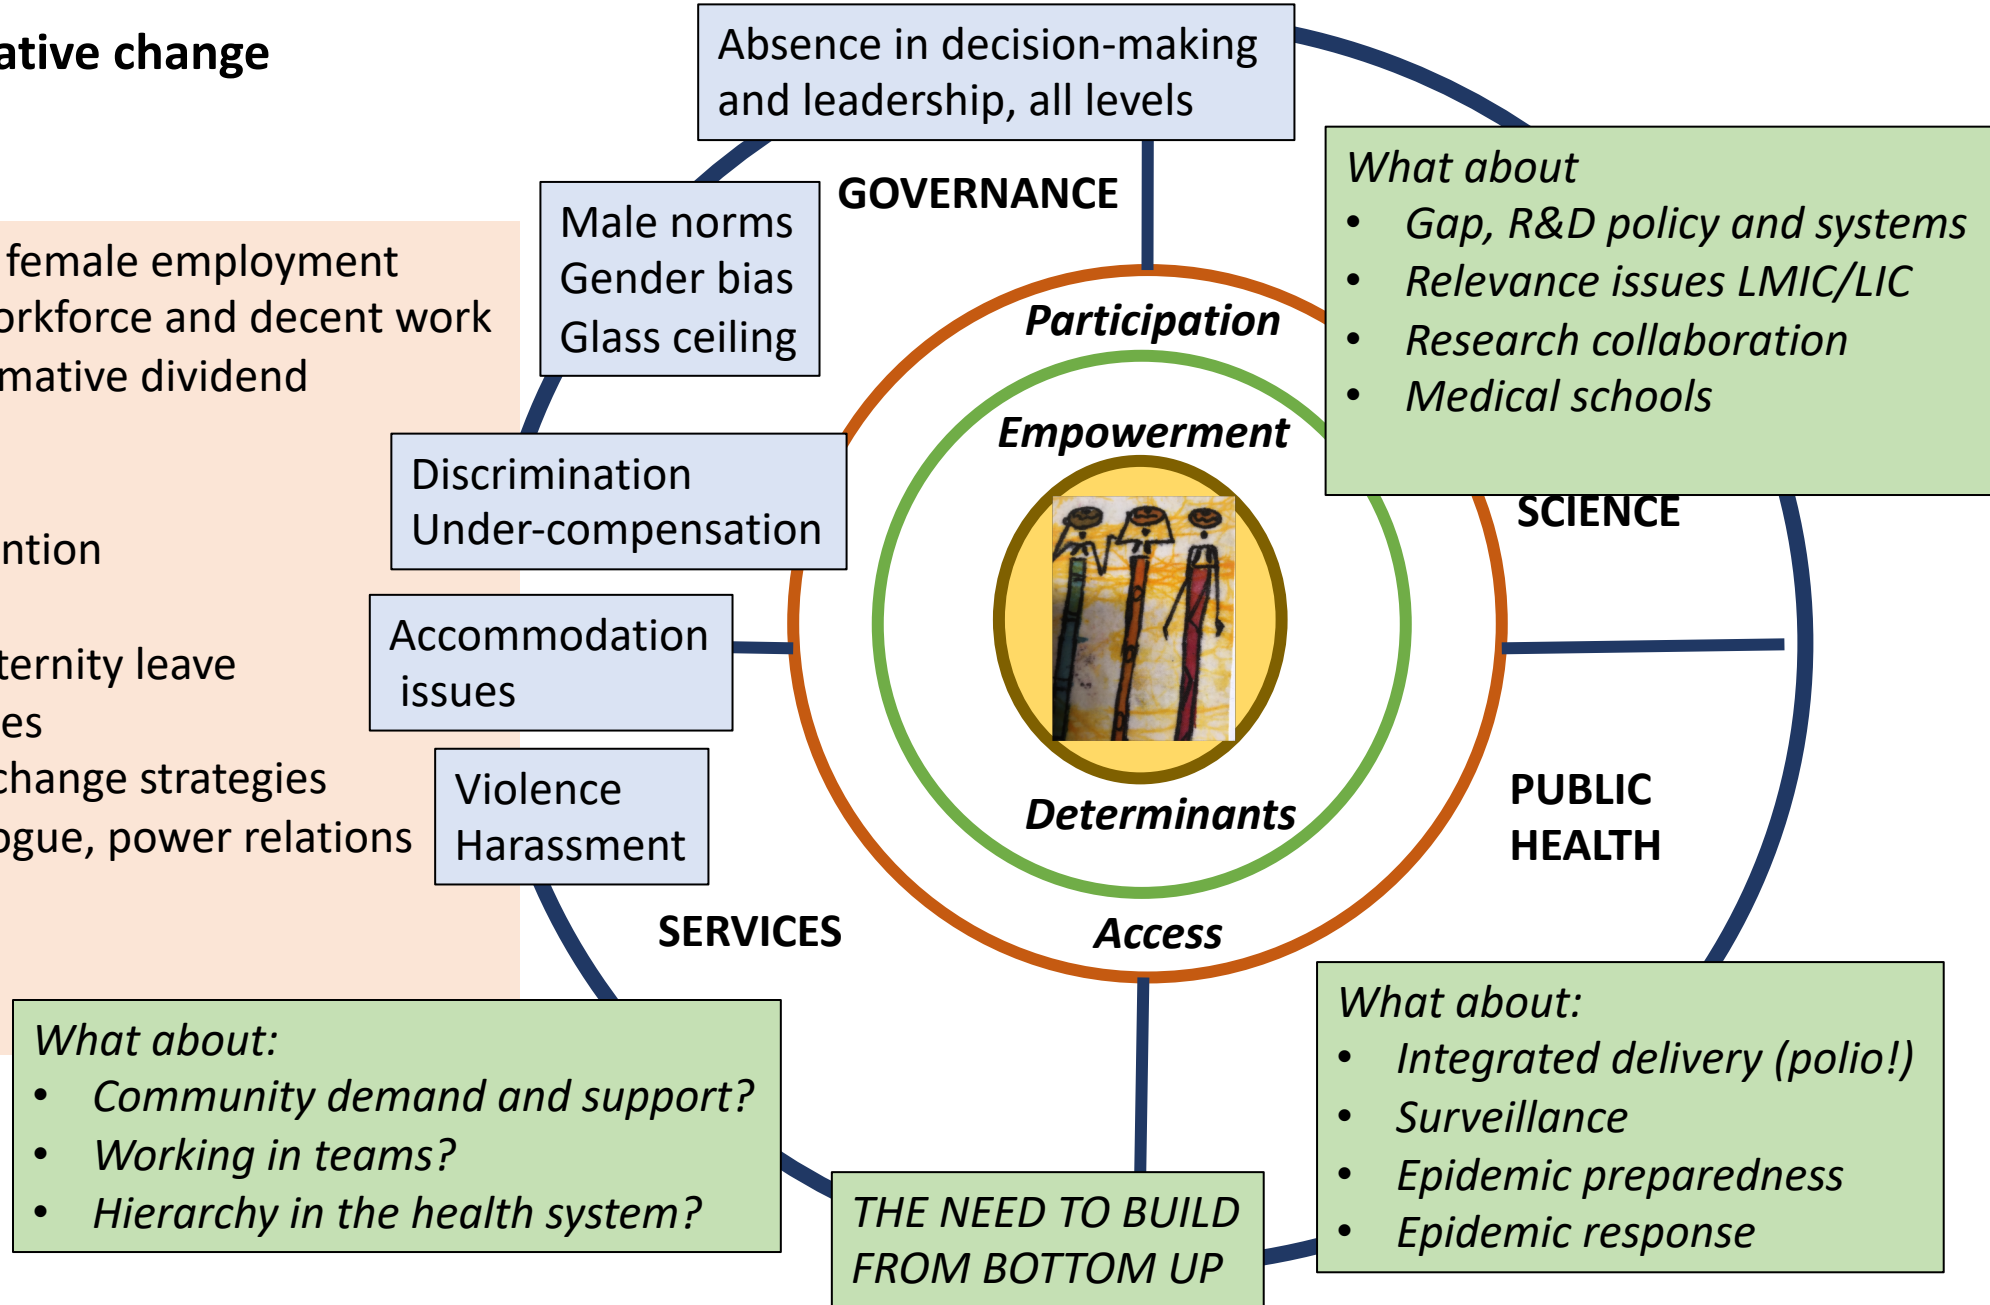 ative change
female employment
orkforce and decent work
rmative dividend
ntion
ternity leave
es
change strategies
ogue, power relations
Absence in decision-making
and leadership, all levels
Male norms
Gender bias
Glass ceiling
Discrimination
Under-compensation
Accommodation
issues
Violence
Harassment
GOVERNANCE
SCIENCE
PUBLIC
HEALTH
SERVICES
Participation
Empowerment
Determinants
Access
What about
• Gap, R&D policy and systems
• Relevance issues LMIC/LIC
• Research collaboration
• Medical schools
What about:
• Community demand and support?
• Working in teams?
• Hierarchy in the health system?
THE NEED TO BUILD
FROM BOTTOM UP
What about:
• Integrated delivery (polio!)
• Surveillance
• Epidemic preparedness
• Epidemic response